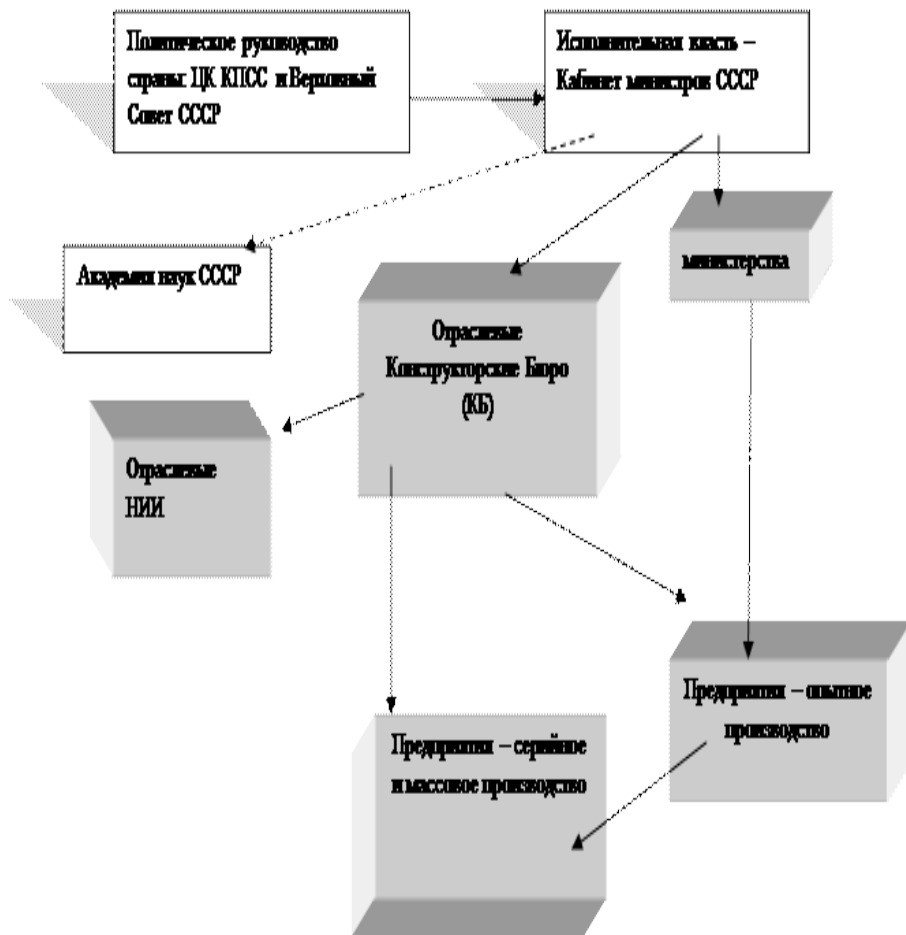 Политическое руководство
страны: ЦК КПСС и Верховный
Совет СССР
Исполнительная власть –
Кабинет министров СССР
Академия наук СССР
министерства
Отраслевые
Конструкторские Бюро
(КБ)
Отраслевые
НИИ
Предприятия – опытное
производство
Предприятия – серийное
и массовое производство